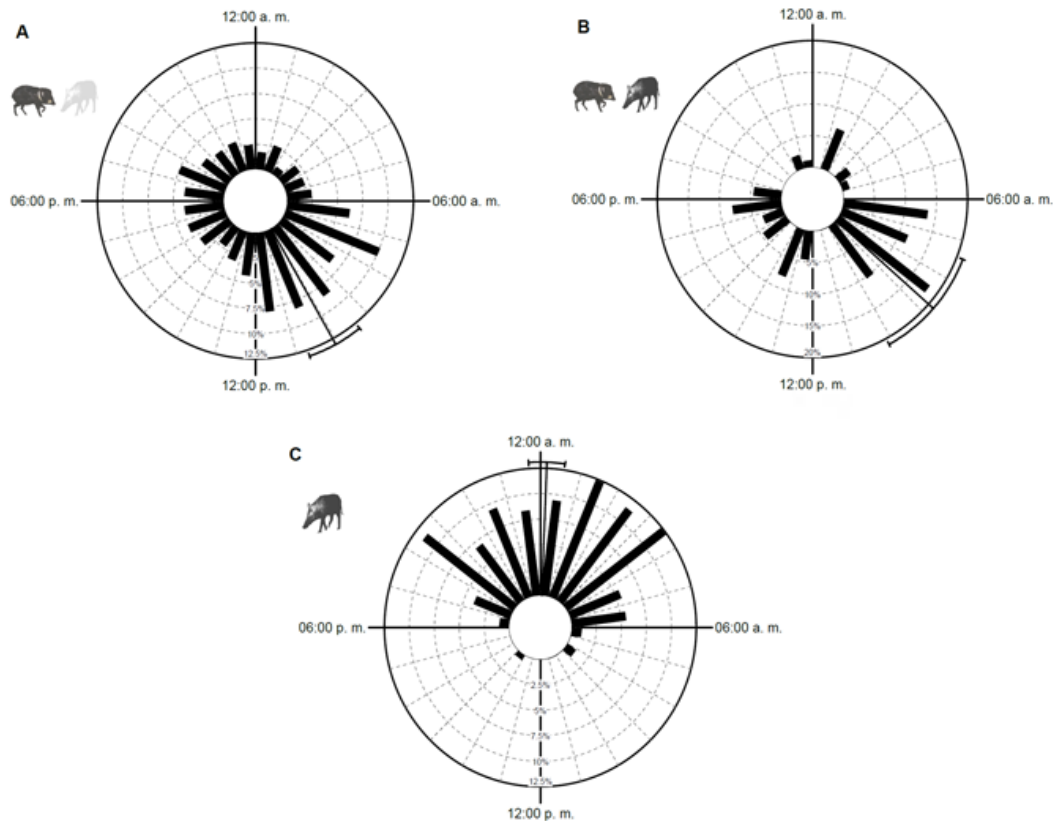 A
12:00 a. m.
06:00 p. m.
06:00 a. m.
5%
7.5%
10%
12.5%
12:00 p. m.
B
12:00 a. m.
06:00 p. m.
06:00 a. m.
5%
10%
15%
20%
12:00 p. m.
C
12:00 a. m.
06:00 p. m.
06:00 a. m.
2.5%
5%
7.5%
10%
12.5%
12:00 p. m.